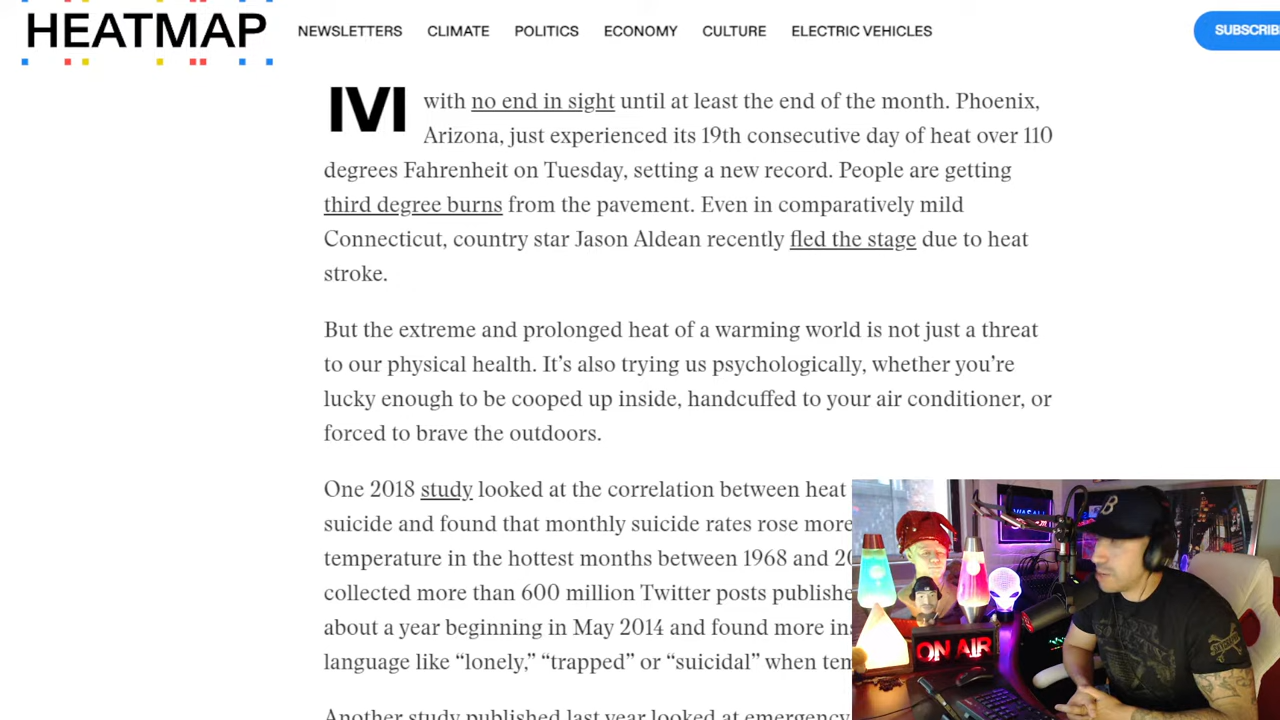 HEATMAP
NEWSLETTERS CLIMATE POLITICS ECONOMY CULTURE ELECTRIC VEHICLES
SUBSCRIBE
with no end in sight until at least the end of the month. Phoenix,
Arizona, just experienced its 19th consecutive day of heat over 110
degrees Fahrenheit on Tuesday, setting a new record. People are getting
third degree burns from the pavement. Even in comparatively mild
Connecticut, country star Jason Aldean recently fled the stage due to heat
stroke.
But the extreme and prolonged heat of a warming world is not just a threat
to our physical health. It’s also trying us psychologically, whether you’re
lucky enough to be cooped up inside, handcuffed to your air conditioner, or
forced to brave the outdoors.
One 2018 study looked at the correlation between heat
suicide and found that monthly suicide rates rose more
temperature in the hottest months between 1968 and 20
collected more than 600 million Twitter posts publishe
about a year beginning in May 2014 and found more in
language like “lonely,” “trapped” or “suicidal” when tem
Another study published last year looked at emergency
B
ON AIR